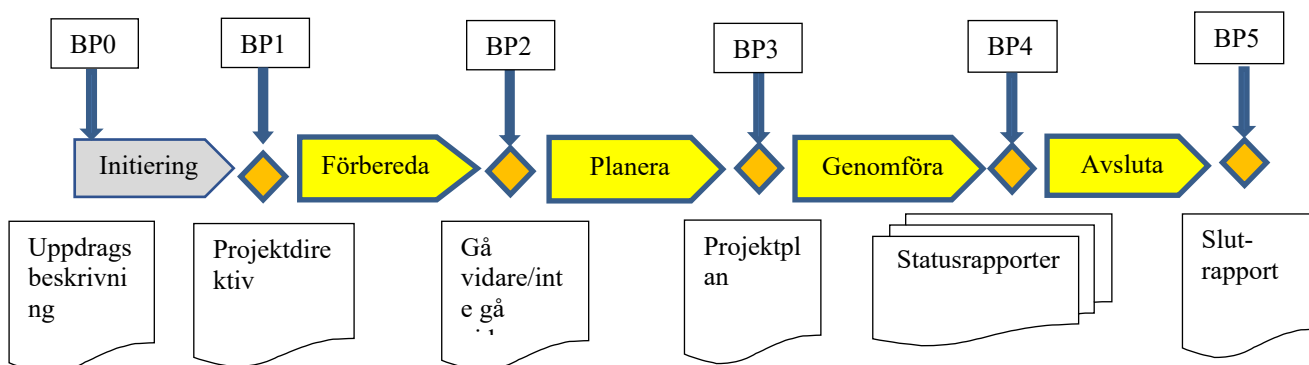 BP0
BP1
BP2
BP3
BP4
BP5
Initiering
Förbereda
Planera
Genomföra
Avsluta
Uppdrags
beskrivni
ng
Projektdire
ktiv
Gå
vidare/int
e gå
Projektpl
an
Statusrapporter
Slut-
rapport